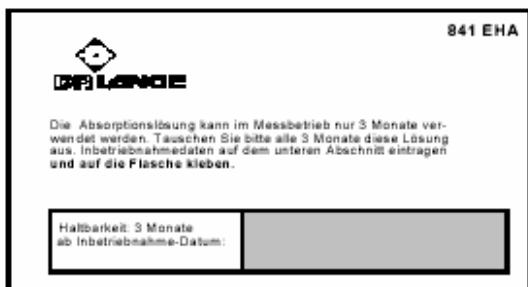 841 EHA
DR LANGE
Die Absorptionslösung kann im Messbetrieb nur 3 Monate ver-
wendet werden. Tauschen Sie bitte alle 3 Monate diese Lösung
aus. Inbetriebnahmedaten auf dem unteren Abschnitt eintragen
und auf die Flasche kleben.
Haltbarkeit: 3 Monate
ab Inbetriebnahme-Datum: